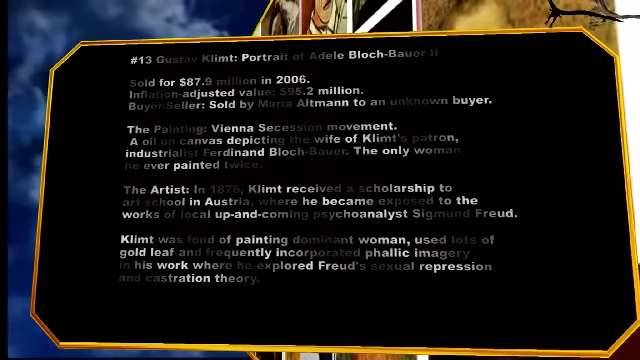 #13 Gustav Klimt: Portrait of Adele Bloch-Bauer II
Sold for $87.9 million in 2006.
Inflation-adjusted value: $95.2 million.
Buyer/Seller: Sold by Maria Altmann to an unknown buyer.
The Painting: Vienna Secession movement.
A oil on canvas depicting the wife of Klimt's patron,
industrialist Ferdinand Bloch-Bauer. The only woman
he ever painted twice.
The Artist: In 1876, Klimt received a scholarship to
art school in Austria, where he became exposed to the
works of local up-and-coming psychoanalyst Sigmund Freud.
Klimt was fond of painting dominant woman, used lots of
gold leaf and frequently incorporated phallic imagery
in his work where he explored Freud's sexual repression
and castration theory.